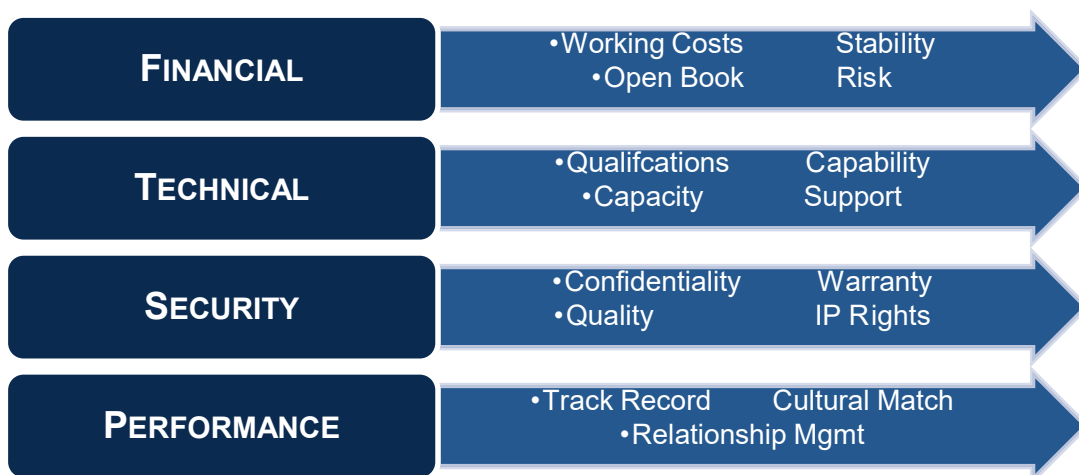 FINANCIAL
•Working Costs Stability
•Open Book Risk
TECHNICAL
•Qualifcations Capability
•Capacity Support
SECURITY
•Confidentiality Warranty
•Quality IP Rights
PERFORMANCE
•Track Record Cultural Match
•Relationship Mgmt